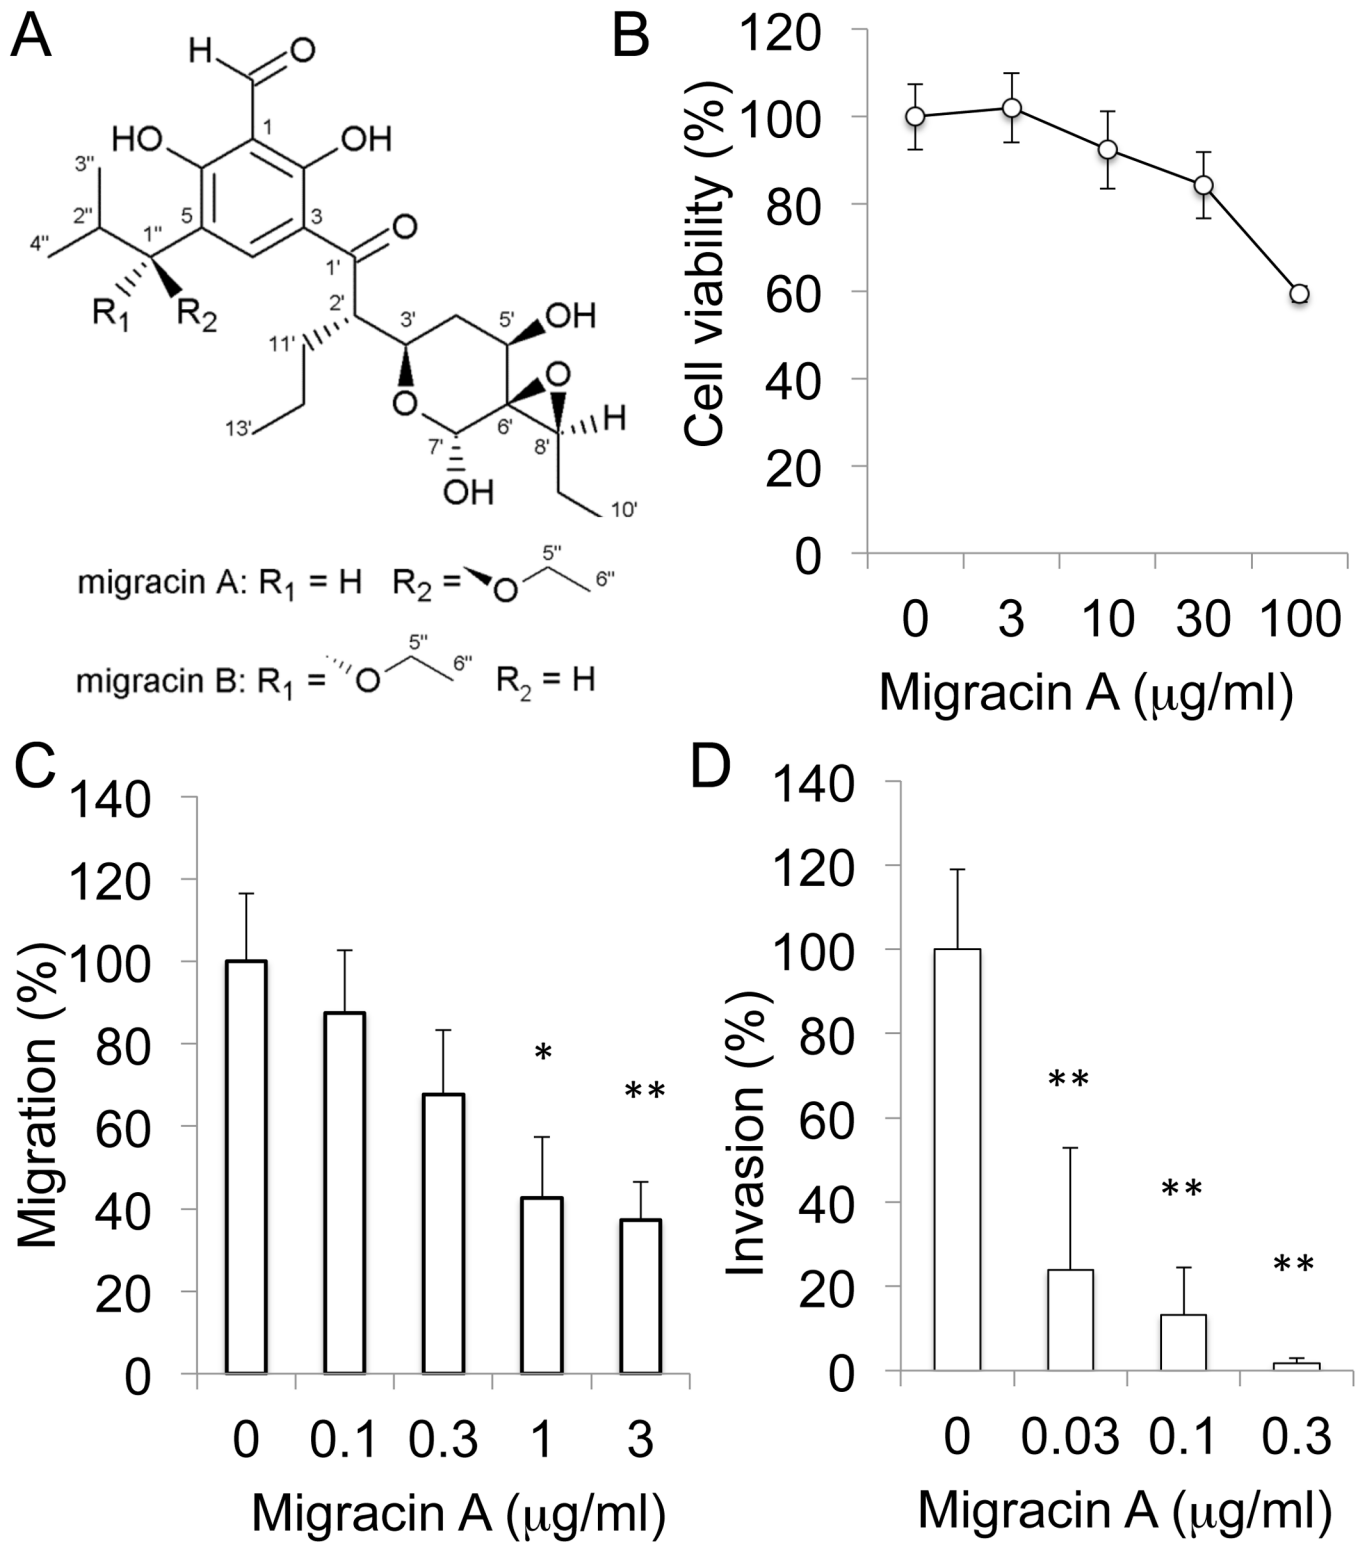 A
H
O
HO
1
OH
3''
2''
4''
1''
5
3
O
1'
R1
R2
2'
11'
3'
5'
OH
O
O
H
6'
8'
7'
13'
OH
10'
migracin A: R1 = H R2 = O 5'' 6''
migracin B: R1 = O 5'' 6'' R2 = H
B
Cell viability (%)
120
100
80
60
40
20
0
0 3 10 30 100
Migracin A (μg/ml)
C
Migration (%)
140
120
100
80
60
40
20
0
*
**
0 0.1 0.3 1 3
Migracin A (μg/ml)
D
Invasion (%)
140
120
100
80
60
40
20
0
**
**
**
0 0.03 0.1 0.3
Migracin A (μg/ml)